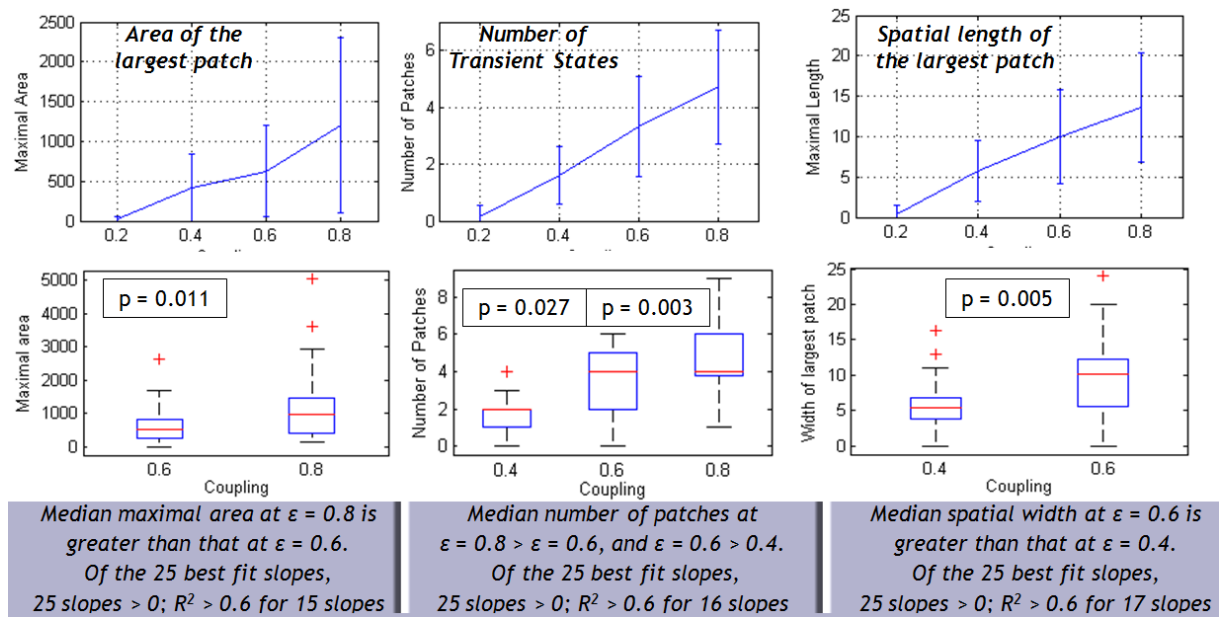 Area of the
largest patch
Maximal Area
2500
2000
1500
1000
500
0
0.2 0.4 0.6 0.8
Number of
Transient States
Number of Patches
6
4
2
0
0.2 0.4 0.6 0.8
Spatial length of
the largest patch
Maximal Length
25
20
15
10
5
0
0.2 0.4 0.6 0.8
p = 0.011
Maximal area
5000
4000
3000
2000
1000
0
0.6 0.8
Coupling
p = 0.027 p = 0.003
Number of Patches
8
6
4
2
0
0.4 0.6 0.8
Coupling
p = 0.005
Width of largest patch
25
20
15
10
5
0
0.4 0.6
Coupling
Median maximal area at ε = 0.8 is
greater than that at ε = 0.6.
Of the 25 best fit slopes,
25 slopes > 0; R² > 0.6 for 15 slopes
Median number of patches at
ε = 0.8 > ε = 0.6, and ε = 0.6 > 0.4.
Of the 25 best fit slopes,
25 slopes > 0; R² > 0.6 for 16 slopes
Median spatial width at ε = 0.6 is
greater than that at ε = 0.4.
Of the 25 best fit slopes,
25 slopes > 0; R² > 0.6 for 17 slopes